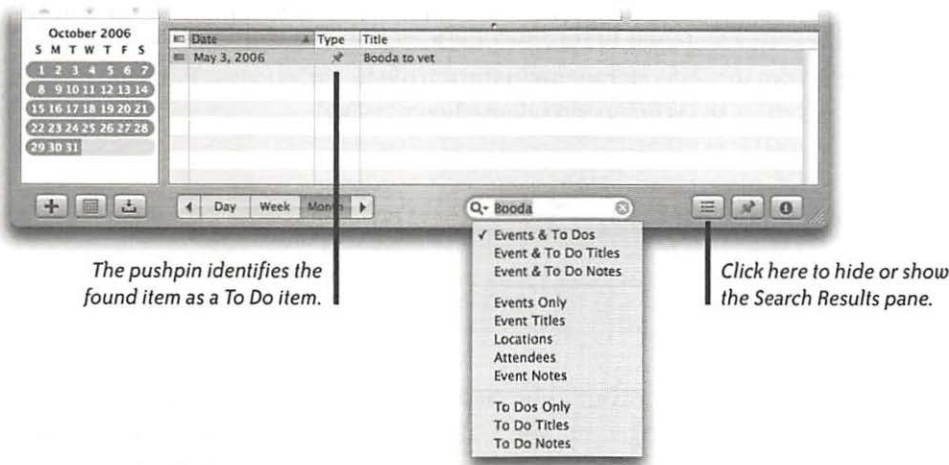 October 2006
S M T W T F S
1 2 3 4 5 6 7
8 9 10 11 12 13 14
15 16 17 18 19 20 21
22 23 24 25 26 27 28
29 30 31
Date Type Title
May 3, 2006 Booda to vet
Day Week Month
Booda
✓ Events & To Dos
Event & To Do Titles
Event & To Do Notes
Events Only
Event Titles
Locations
Attendees
Event Notes
To Dos Only
To Do Titles
To Do Notes
The pushpin identifies the
found item as a To Do item.
Click here to hide or show
the Search Results pane.